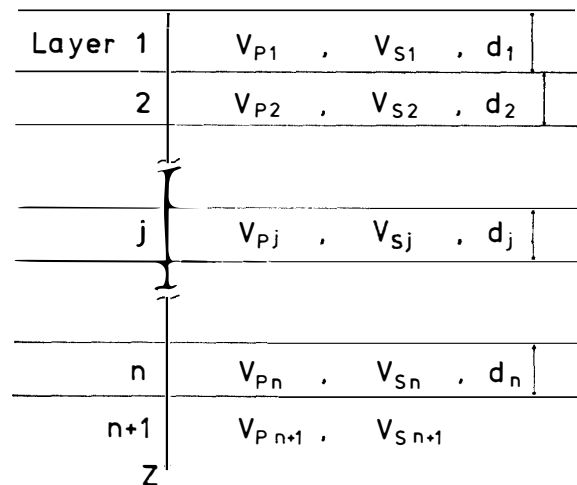 Layer 1 V_P1 , V_S1 , d_1
2 V_P2 , V_S2 , d_2
j V_Pj , V_Sj , d_j
n V_Pn , V_Sn , d_n
n+1 V_P n+1 , V_S n+1
Z